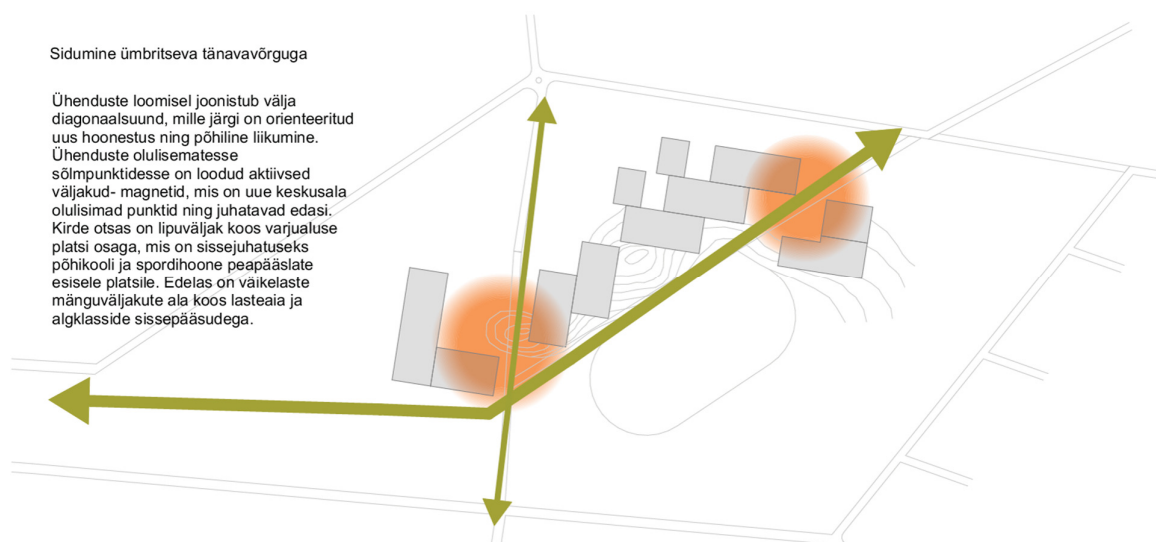 Sidumine ümbritseva tänavavõrguga
Ühenduste loomisel joonistub välja
diagonaalsuund, mille järgi on orienteeritud
uus hoonestus ning põhiline liikumine.
Ühenduste olulisematesse
sõlmpunktidesse on loodud aktiivsed
väljakud- magnetid, mis on uue keskusala
olulisimad punktid ning juhatavad edasi.
Kirde otsas on lipuväljak koos varjualuse
platsi osaga, mis on sissejuhatuseks
põhikooli ja spordihoone peapääslate
esisele platsile. Edelas on väikelaste
mänguväljakute ala koos lasteaia ja
algklasside sissepääsudega.